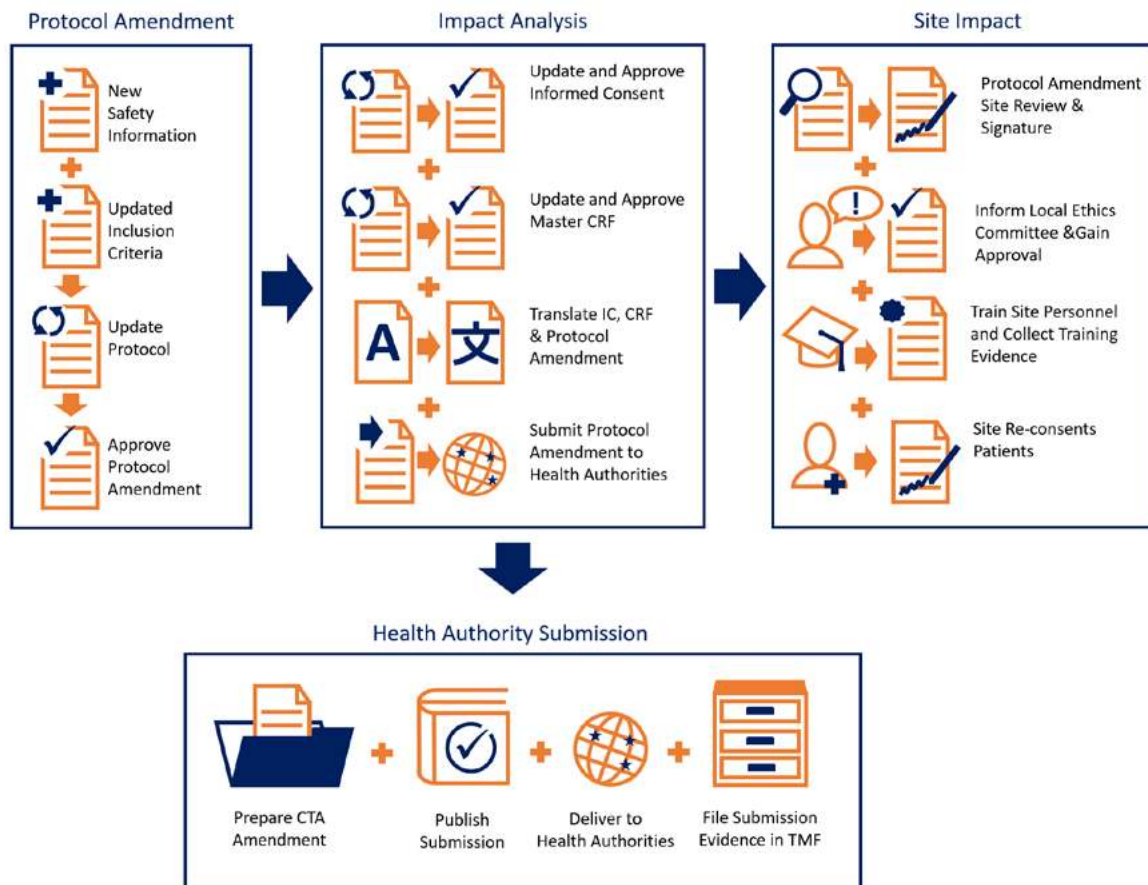 Protocol Amendment
New
Safety
Information
Updated
Inclusion
Criteria
Update
Protocol
Approve
Protocol
Amendment
Impact Analysis
Update and Approve
Informed Consent
Update and Approve
Master CRF
A
文
Translate IC, CRF
& Protocol
Amendment
Submit Protocol
Amendment to
Health Authorities
Site Impact
Protocol Amendment
Site Review &
Signature
!
Inform Local Ethics
Committee &Gain
Approval
Train Site Personnel
and Collect Training
Evidence
Site Re-consents
Patients
Health Authority Submission
Prepare CTA
Amendment
Publish
Submission
Deliver to
Health Authorities
File Submission
Evidence in TMF